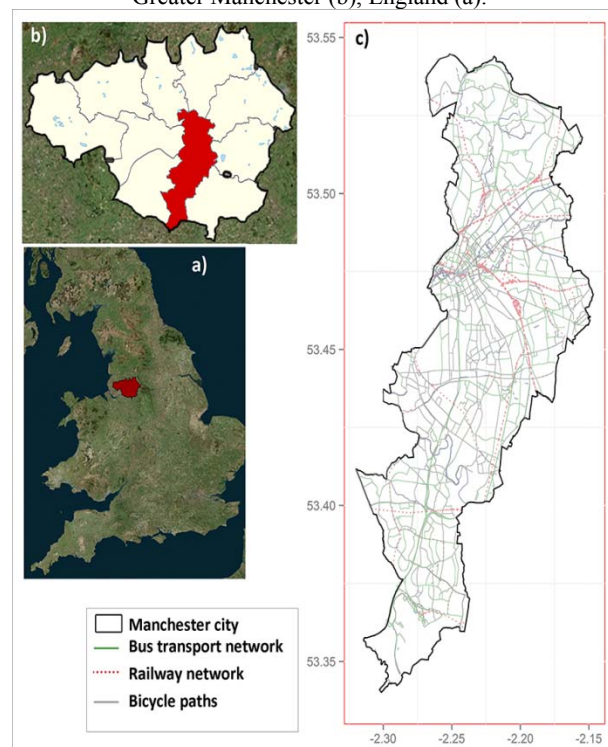 Greater Manchester (b), England (a).
b)
a)
c)
53.55
53.50
53.45
53.40
53.35
-2.30
-2.25
-2.20
-2.15
Manchester city
Bus transport network
Railway network
Bicycle paths